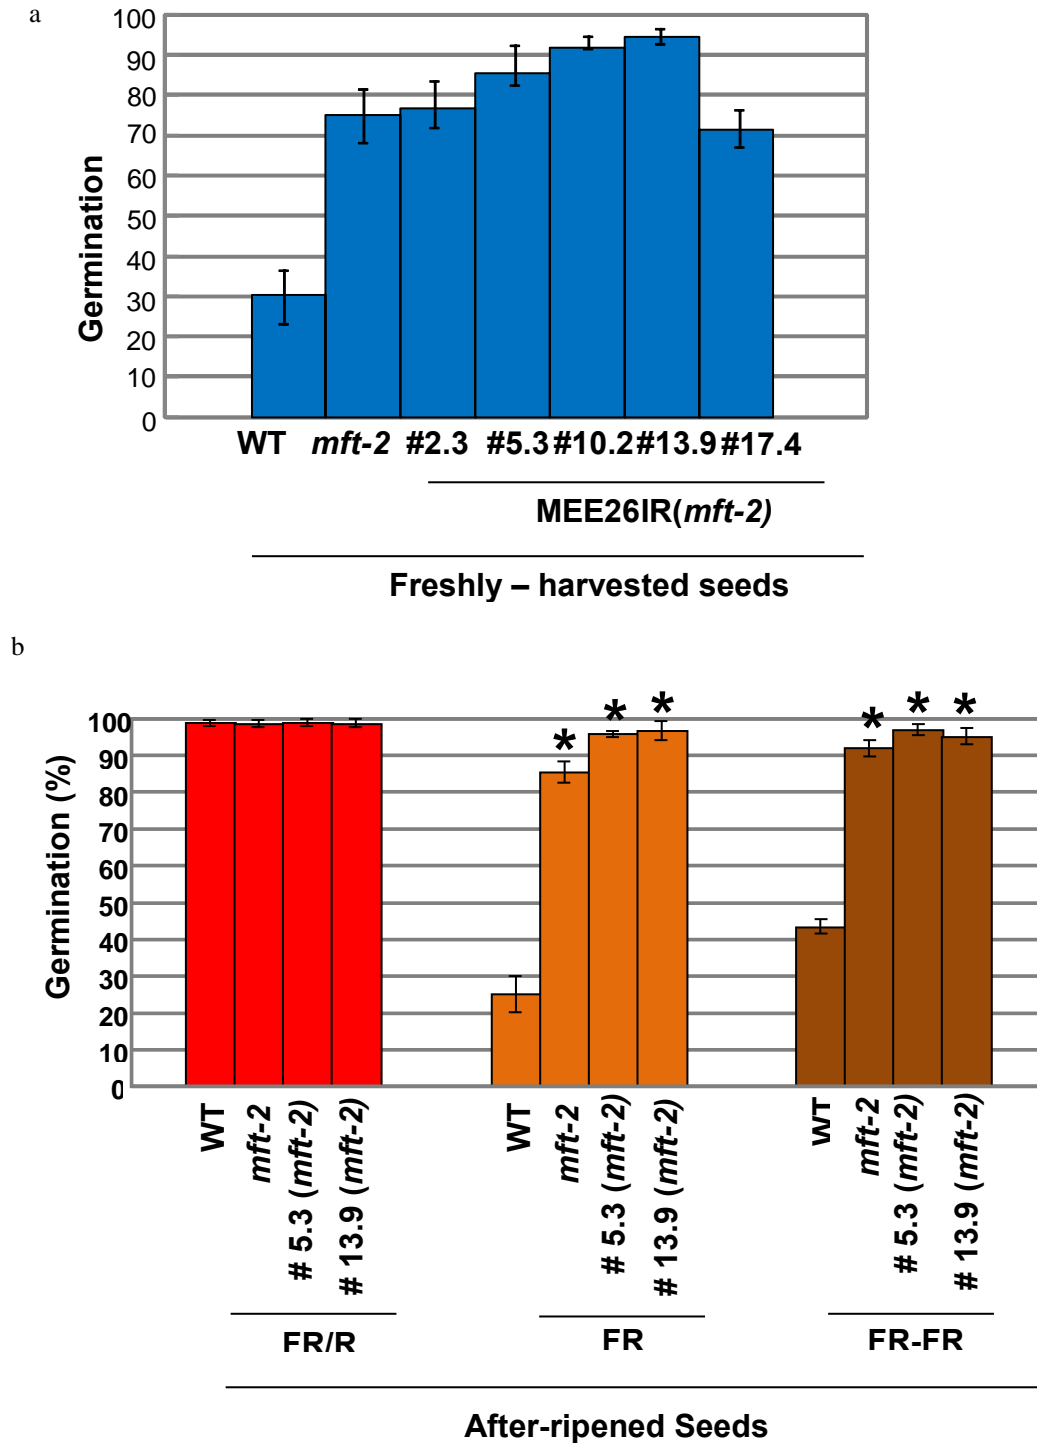 a
100
90
80
70
60
50
40
30
20
10
0
Germination
WT mft-2 #2.3 #5.3 #10.2 #13.9 #17.4
MEE26IR(mft-2)
Freshly – harvested seeds
b
* * * * * *
100
90
80
70
60
50
40
30
20
10
0
Germination (%)
WT
mft-2
# 5.3 (mft-2)
# 13.9 (mft-2)
WT
mft-2
# 5.3 (mft-2)
# 13.9 (mft-2)
WT
mft-2
# 5.3 (mft-2)
# 13.9 (mft-2)
FR/R FR FR-FR
After-ripened Seeds